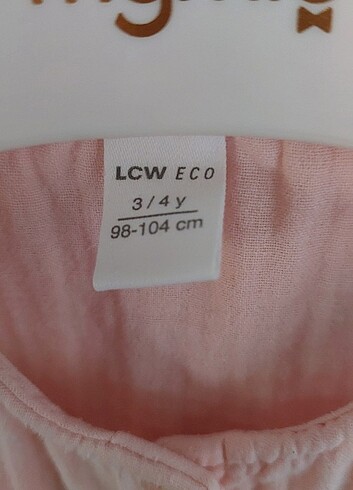 LCW ECO
3 / 4 y
98-104 cm